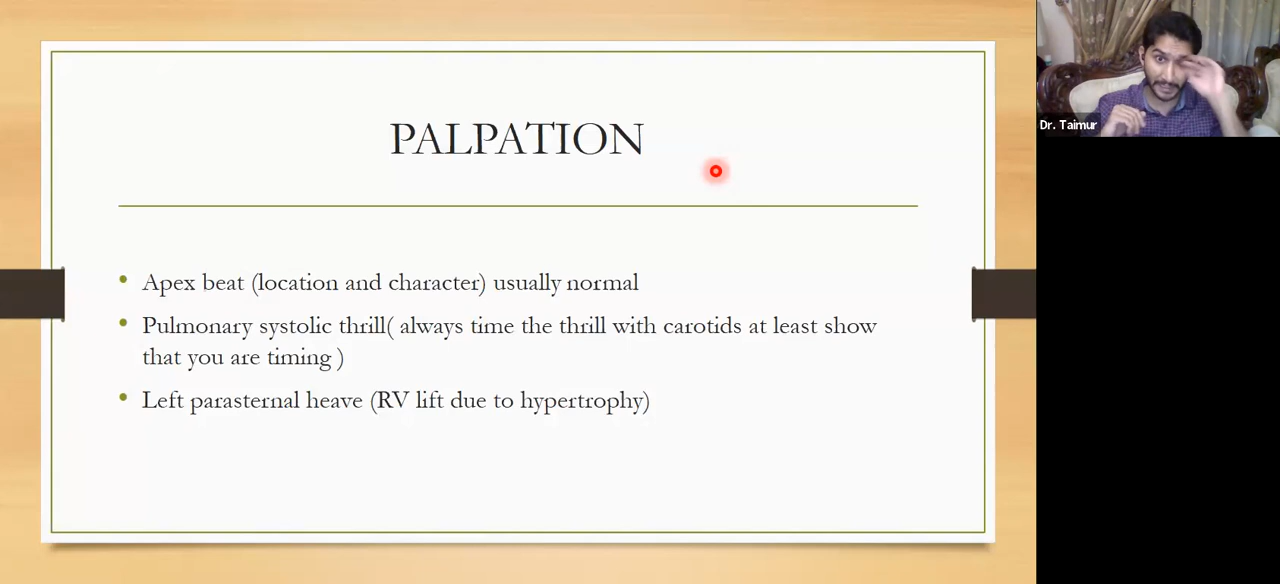 PALPATION
Dr. Taimur
• Apex beat (location and character) usually normal
• Pulmonary systolic thrill( always time the thrill with carotids at least show
that you are timing )
• Left parasternal heave (RV lift due to hypertrophy)